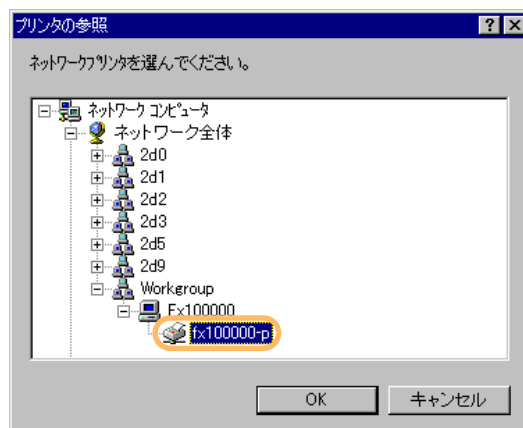 プリンタの参照
ネットワークプリンタを選んでください。
ネットワーク コンピュータ
ネットワーク全体
2d0
2d1
2d2
2d3
2d5
2d9
Workgroup
Fx100000
fx100000-p
OK
キャンセル